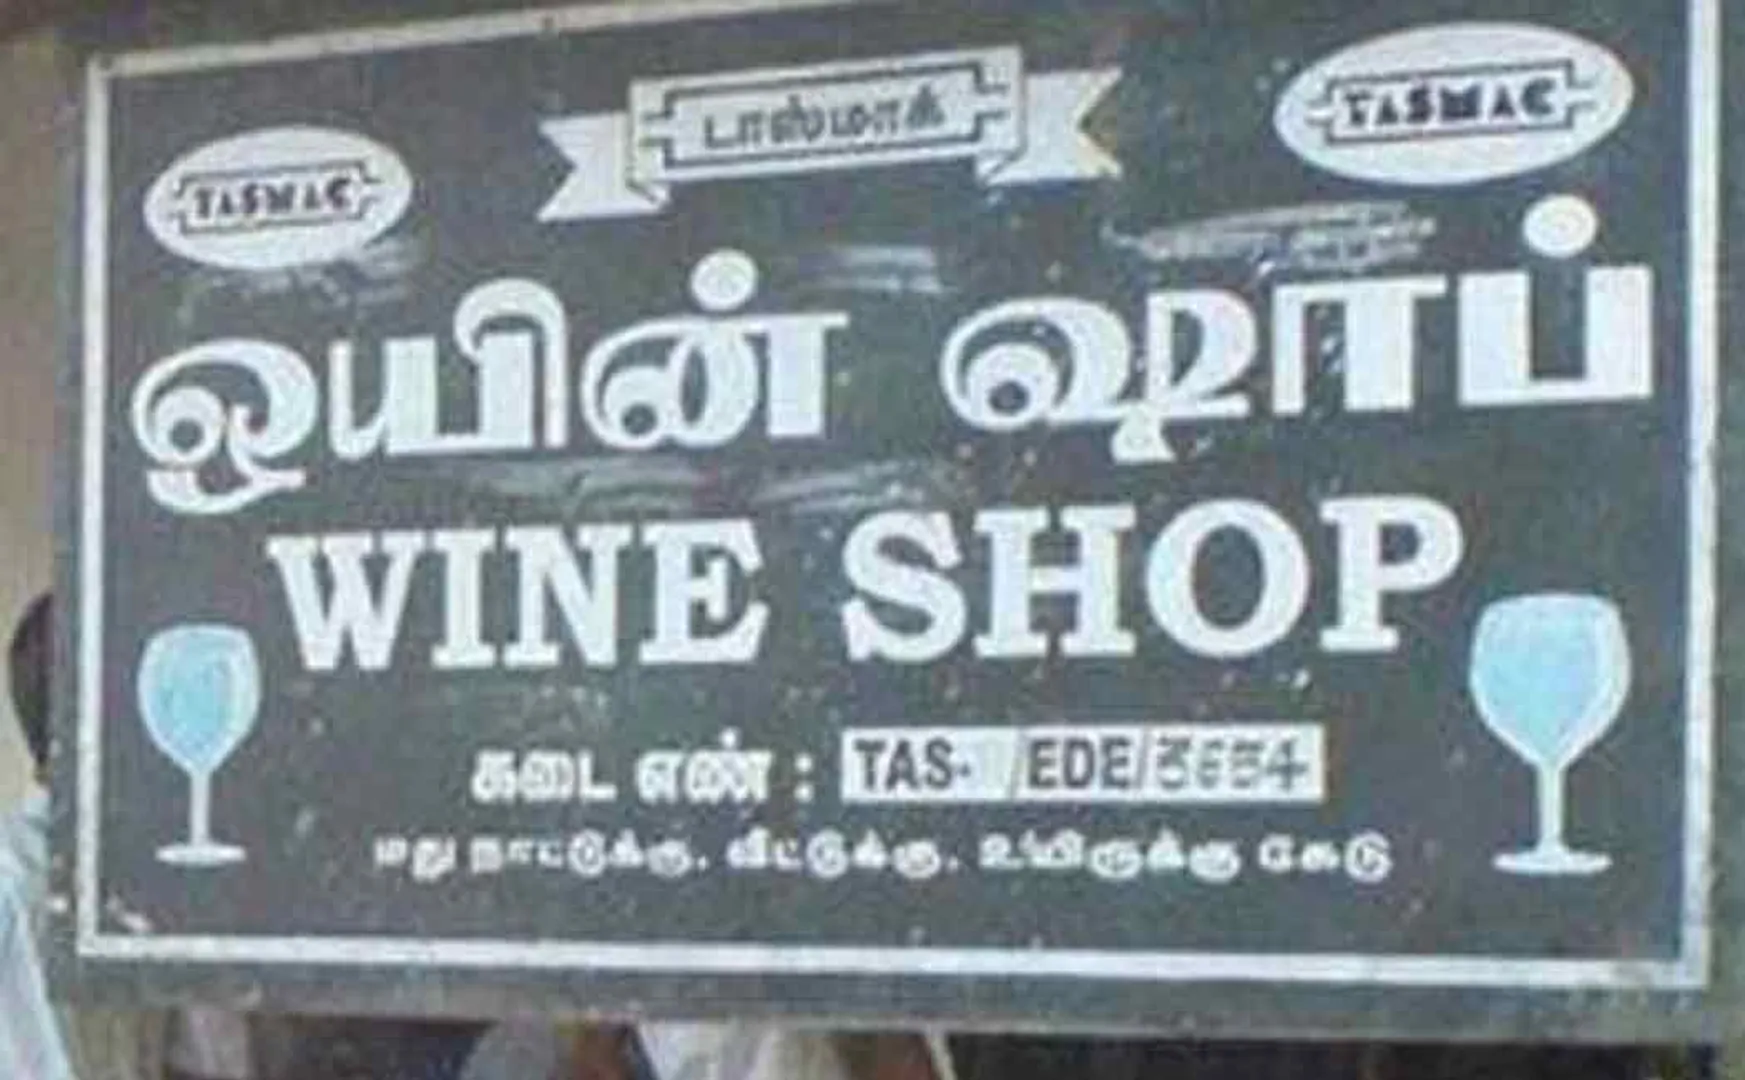 டாஸ்மாக்
TASMAC TASMAC
ஒயின் ஷாப்
WINE SHOP
கடை எண் : TAS- /EDE/
மது நாட்டுக்கு, வீட்டுக்கு, உயிருக்கு கேடு